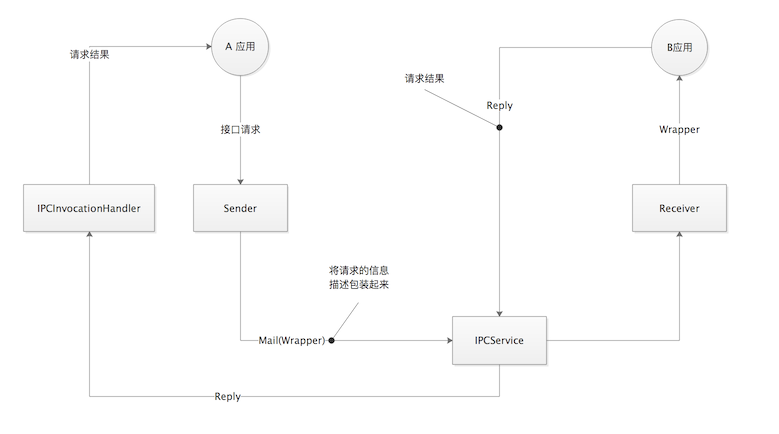 A 应用
B应用
请求结果
请求结果
Reply
接口请求
Wrapper
IPCInvocationHandler
Sender
Receiver
将请求的信息
描述包装起来
Mail(Wrapper)
IPCService
Reply